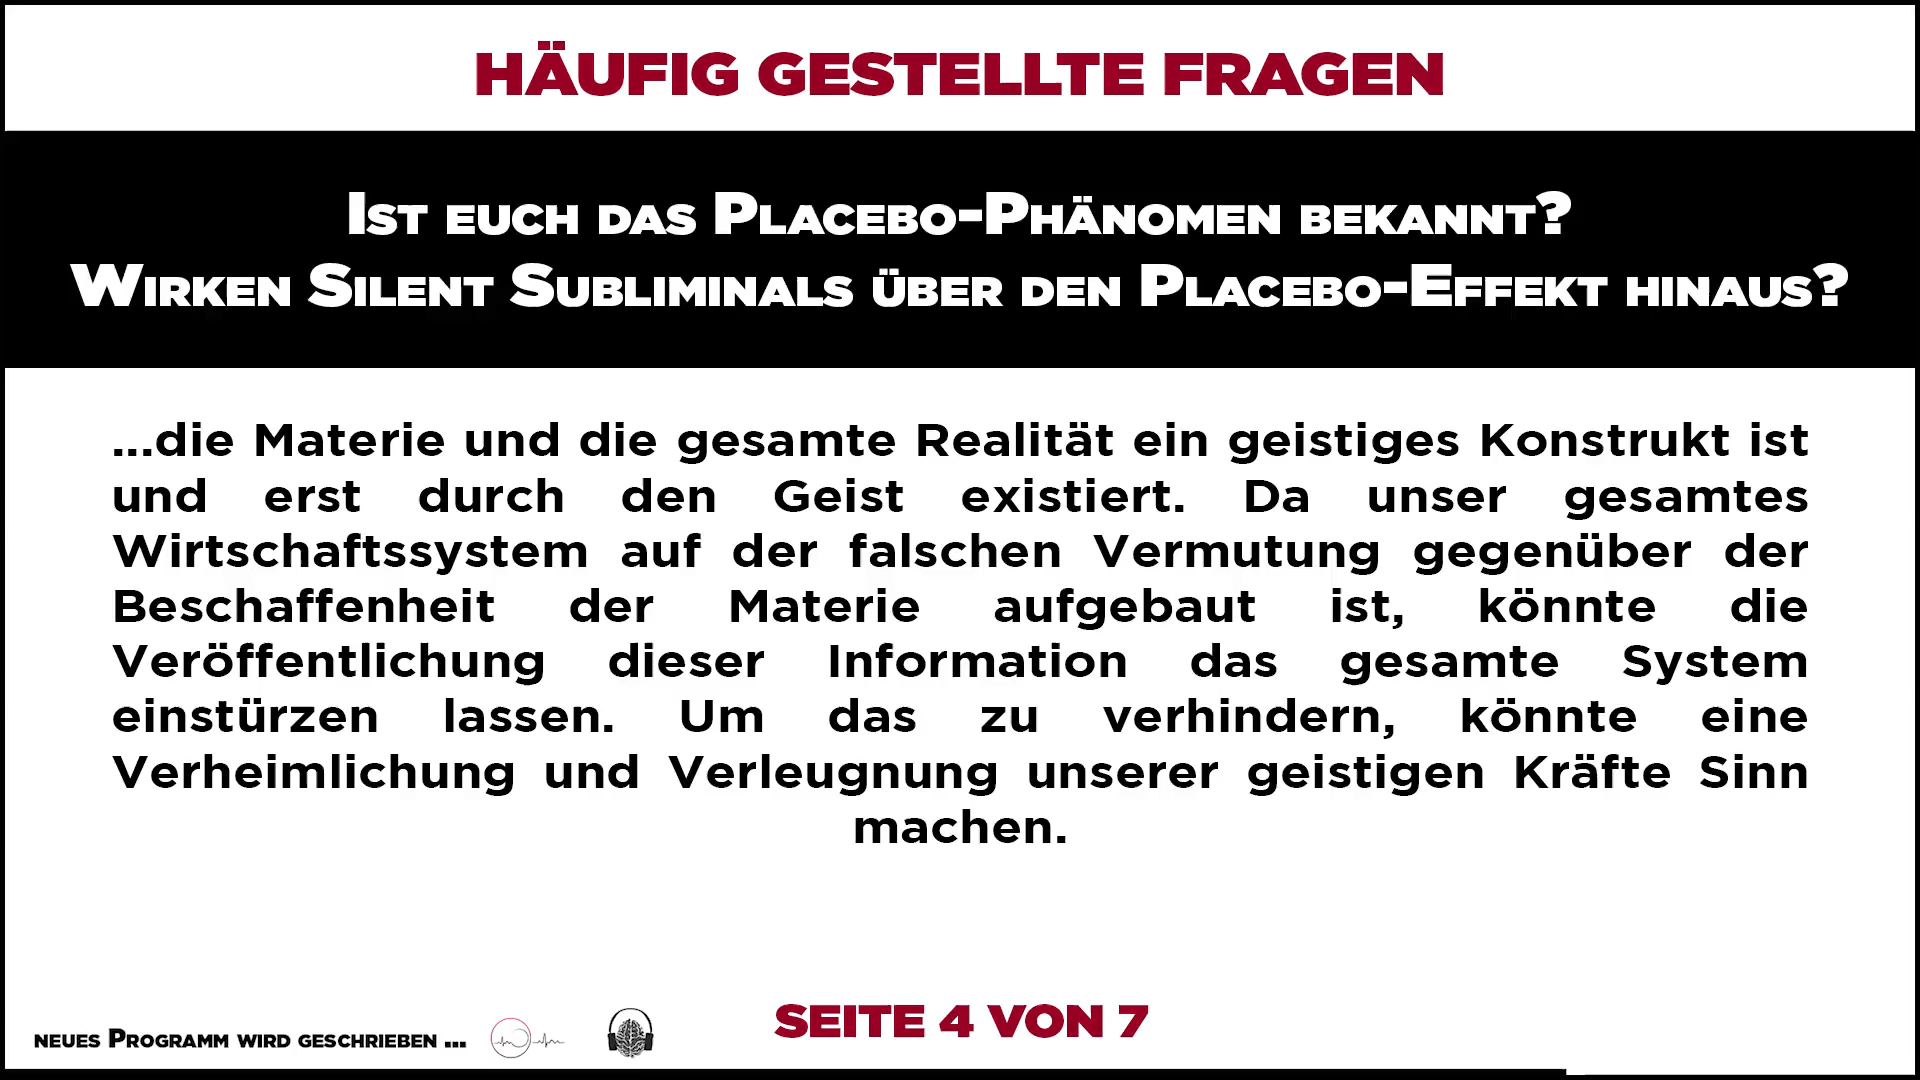 HÄUFIG GESTELLTE FRAGEN
IST EUCH DAS PLACEBO-PHÄNOMEN BEKANNT?
WIRKEN SILENT SUBLIMINALS ÜBER DEN PLACEBO-EFFEKT HINAUS?
...die Materie und die gesamte Realität ein geistiges Konstrukt ist
und erst durch den Geist existiert. Da unser gesamtes
Wirtschaftssystem auf der falschen Vermutung gegenüber der
Beschaffenheit der Materie aufgebaut ist, könnte die
Veröffentlichung dieser Information das gesamte System
einstürzen lassen. Um das zu verhindern, könnte eine
Verheimlichung und Verleugnung unserer geistigen Kräfte Sinn
machen.
SEITE 4 VON 7
NEUES PROGRAMM WIRD GESCHRIEBEN ...